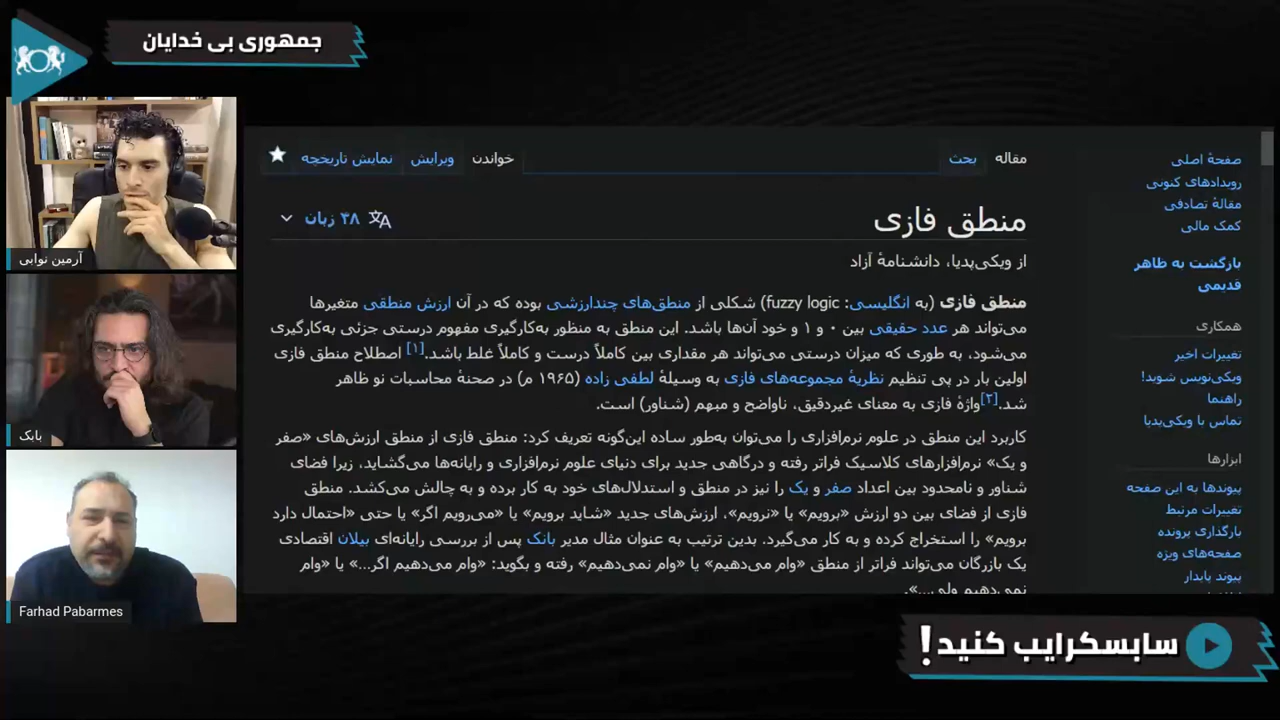 جمهوری بی خدایان
آرمین نوابی
بابک
Farhad Pabarmes
صفحهٔ اصلی
رویدادهای کنونی
مقالهٔ تصادفی
کمک مالی
بازگشت به ظاهر
قدیمی
همکاری
تغییرات اخیر
ویکی‌نویس شوید!
راهنما
تماس با ویکی‌پدیا
ابزارها
پیوندها به این صفحه
تغییرات مرتبط
بارگذاری پرونده
صفحه‌های ویژه
پیوند پایدار
مقاله بحث خواندن ویرایش نمایش تاریخچه
منطق فازی
۴۸ زبان
از ویکی‌پدیا، دانشنامهٔ آزاد
منطق فازی (به انگلیسی: fuzzy logic) شکلی از منطق‌های چندارزشی بوده که در آن ارزش منطقی متغیرها
می‌تواند هر عدد حقیقی بین ۰ و ۱ و خود آن‌ها باشد. این منطق به منظور به‌کارگیری مفهوم درستی جزئی به‌کارگیری
می‌شود، به طوری که میزان درستی می‌تواند هر مقداری بین کاملاً درست و کاملاً غلط باشد.[۱] اصطلاح منطق فازی
اولین بار در پی تنظیم نظریهٔ مجموعه‌های فازی به وسیلهٔ لطفی زاده (۱۹۶۵ م) در صحنهٔ محاسبات نو ظاهر
شد.[۲]واژهٔ فازی به معنای غیردقیق، ناواضح و مبهم (شناور) است.
کاربرد این منطق در علوم نرم‌افزاری را می‌توان به‌طور ساده این‌گونه تعریف کرد: منطق فازی از منطق ارزش‌های «صفر
و یک» نرم‌افزارهای کلاسیک فراتر رفته و درگاهی جدید برای دنیای علوم نرم‌افزاری و رایانه‌ها می‌گشاید، زیرا فضای
شناور و نامحدود بین اعداد صفر و یک را نیز در منطق و استدلال‌های خود به کار برده و به چالش می‌کشد. منطق
فازی از فضای بین دو ارزش «برویم» یا «نرویم»، ارزش‌های جدید «شاید برویم» یا «می‌رویم اگر» یا حتی «احتمال دارد
برویم» را استخراج کرده و به کار می‌گیرد. بدین ترتیب به عنوان مثال مدیر بانک پس از بررسی رایانه‌ای بیلان اقتصادی
یک بازرگان می‌تواند فراتر از منطق «وام می‌دهیم» یا «وام نمی‌دهیم» رفته و بگوید: «وام می‌دهیم اگر…» یا «وام
نمی‌دهیم ولی…».
سابسکرایب کنید!